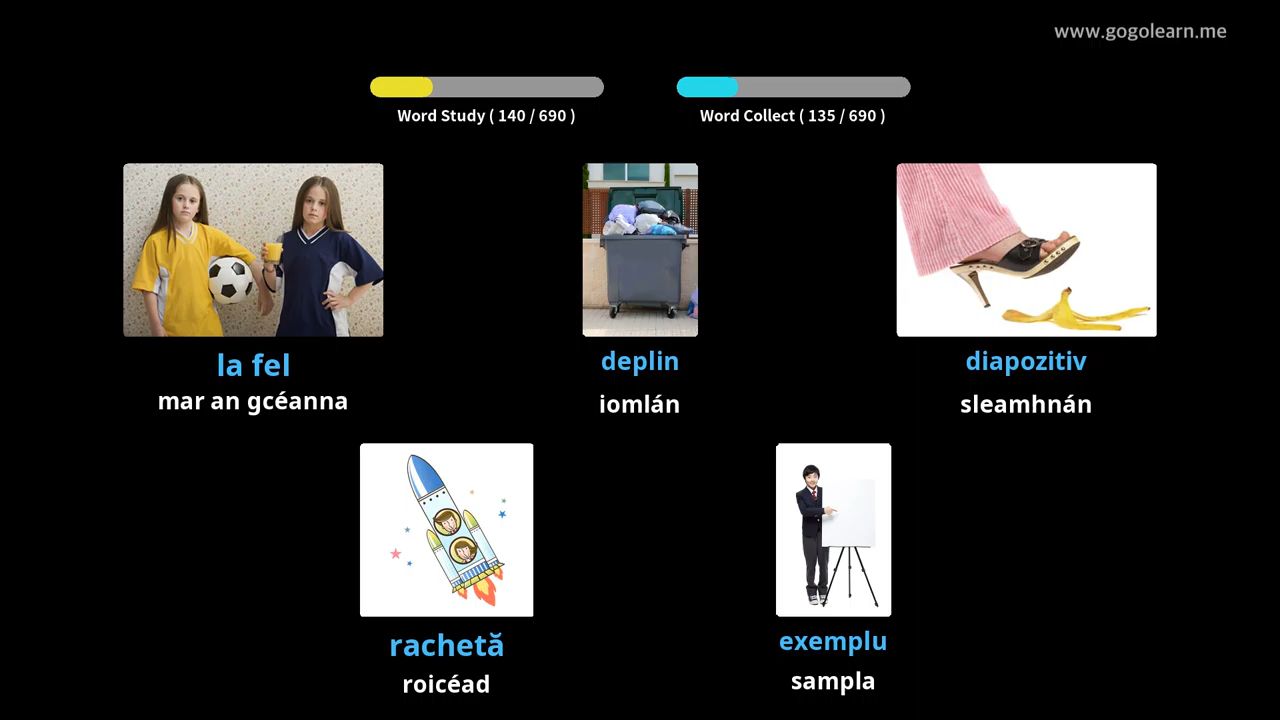 www.gogolearn.me
Word Study ( 140 / 690 )
Word Collect ( 135 / 690 )
la fel
mar an gcéanna
deplin
iomlán
diapozitiv
sleamhnán
rachetă
roicéad
exemplu
sampla